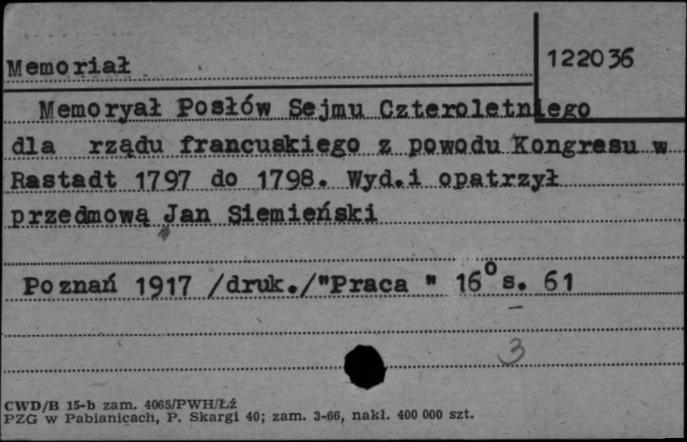 Memoriał
122036
Memoryał Posłów Sejmu Czteroletniego
dla rządu francuskiego z powodu Kongresu w
Rastadt 1797 do 1798. Wyd.i opatrzył
przedmową Jan Siemieński
Poznań 1917 /druk./"Praca " 16° s. 61
3
CWD/B 15-b zam. 4065/PWH/Łź
PZG w Pabianicach, P. Skargi 40; zam. 3-66, nakł. 400 000 szt.